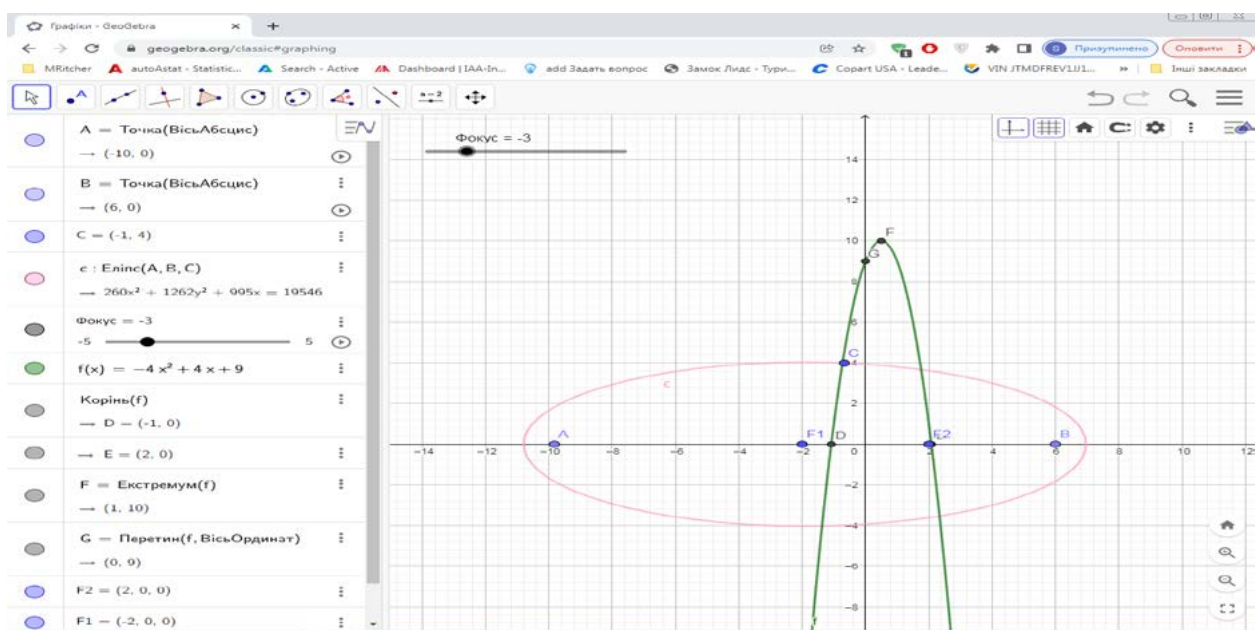 Графіки - GeoGebra
geogebra.org/classic#graphing
S Призупинено Оновити
MRitcher autoAstat - Statistic... Search - Active Dashboard | IAA-In... add Задать вопрос Замок Лидс - Тури... Copart USA - Leade... VIN JTMDFREV1JJ1... » Інші закладки
A a=2
A = Точка(ВісьАбсцис)
→ (-10, 0)
B = Точка(ВісьАбсцис)
→ (6, 0)
C = (-1, 4)
c : Еліпс(A, B, C)
→ 260x² + 1262y² + 995x = 19546
Фокус = -3
-5 5
f(x) = −4 x² + 4 x + 9
Корінь(f)
→ D = (-1, 0)
→ E = (2, 0)
F = Екстремум(f)
→ (1, 10)
G = Перетин(f, ВісьОрдинат)
→ (0, 9)
F2 = (2, 0, 0)
F1 = (-2, 0, 0)
Фокус = -3
14
12
10
F
G
8
6
C
4
c
2
A F1 D F2 B
−14 −12 −10 −8 −6 −4 −2 0 2 4 6 8 10 12
−2
−4
−6
−8
f